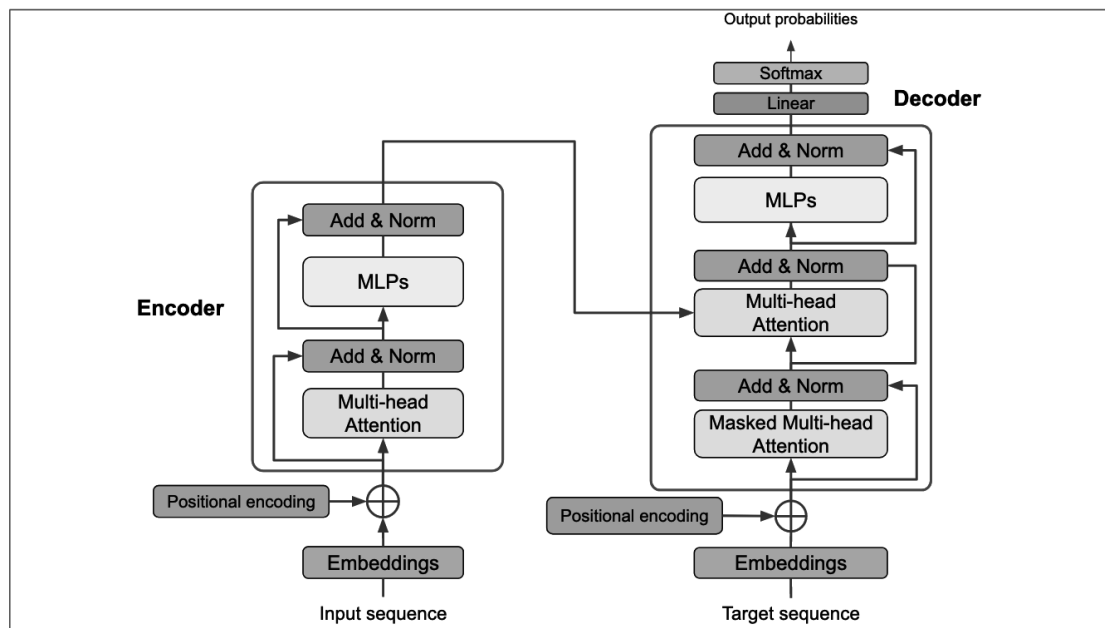 Output probabilities
Softmax
Linear
Decoder
Add & Norm
MLPs
Add & Norm
Multi-head
Attention
Add & Norm
Masked Multi-head
Attention
Positional encoding
Embeddings
Target sequence
Encoder
Add & Norm
MLPs
Add & Norm
Multi-head
Attention
Positional encoding
Embeddings
Input sequence